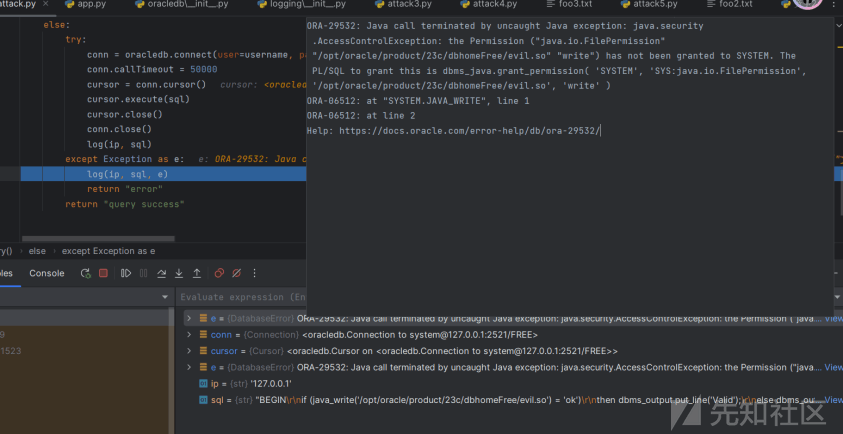 attack.py
app.py
oracledb\__init__.py
logging\__init__.py
attack3.py
attack4.py
foo3.txt
attack5.py
foo2.txt
else:
try:
conn = oracledb.connect(user=username, pa
conn.callTimeout = 50000
cursor = conn.cursor() cursor: <oracled
cursor.execute(sql)
cursor.close()
conn.close()
log(ip, sql)
except Exception as e: e: ORA-29532: Java c
log(ip, sql, e)
return "error"
return "query success"
ORA-29532: Java call terminated by uncaught Java exception: java.security
.AccessControlException: the Permission ("java.io.FilePermission"
"/opt/oracle/product/23c/dbhomeFree/evil.so" "write") has not been granted to SYSTEM. The
PL/SQL to grant this is dbms_java.grant_permission( 'SYSTEM', 'SYS:java.io.FilePermission',
'/opt/oracle/product/23c/dbhomeFree/evil.so', 'write' )
ORA-06512: at "SYSTEM.JAVA_WRITE", line 1
ORA-06512: at line 2
Help: https://docs.oracle.com/error-help/db/ora-29532/
ry() › else › except Exception as e
les Console
Evaluate expression (En
9
1523
e = {DatabaseError} ORA-29532: Java call terminated by uncaught Java exception: java.security.AccessControlException: the Permission ("java.... View
conn = {Connection} <oracledb.Connection to system@127.0.0.1:2521/FREE>
cursor = {Cursor} <oracledb.Cursor on <oracledb.Connection to system@127.0.0.1:2521/FREE>>
e = {DatabaseError} ORA-29532: Java call terminated by uncaught Java exception: java.security.AccessControlException: the Permission ("java.... View
ip = {str} '127.0.0.1'
sql = {str} "BEGIN\r\nif (java_write('/opt/oracle/product/23c/dbhomeFree/evil.so') = 'ok')\r\nthen dbms_output.put_line('Valid');\r\nelse dbms_ou... View
先知社区